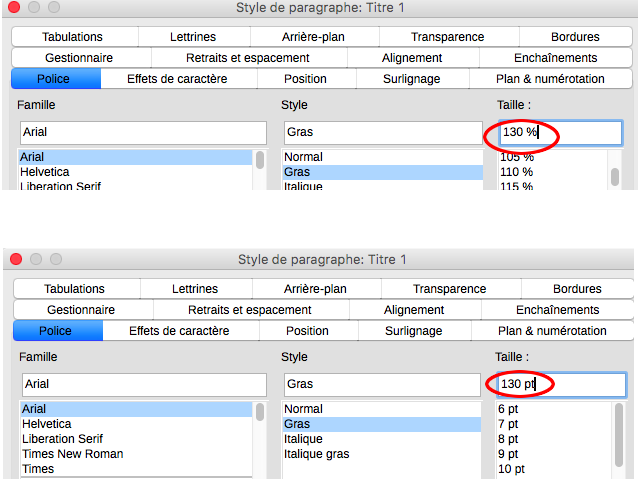 Style de paragraphe: Titre 1
Tabulations Lettrines Arrière-plan Transparence Bordures
Gestionnaire Retraits et espacement Alignement Enchaînements
Police Effets de caractère Position Surlignage Plan & numérotation
Famille Style Taille :
Arial Gras 130 %
Arial Normal 105 %
Helvetica Gras 110 %
Liberation Serif Italique 115 %
Style de paragraphe: Titre 1
Tabulations Lettrines Arrière-plan Transparence Bordures
Gestionnaire Retraits et espacement Alignement Enchaînements
Police Effets de caractère Position Surlignage Plan & numérotation
Famille Style Taille :
Arial Gras 130 pt
Arial Normal 6 pt
Helvetica Gras 7 pt
Liberation Serif Italique 8 pt
Times New Roman Italique gras 9 pt
Times 10 pt